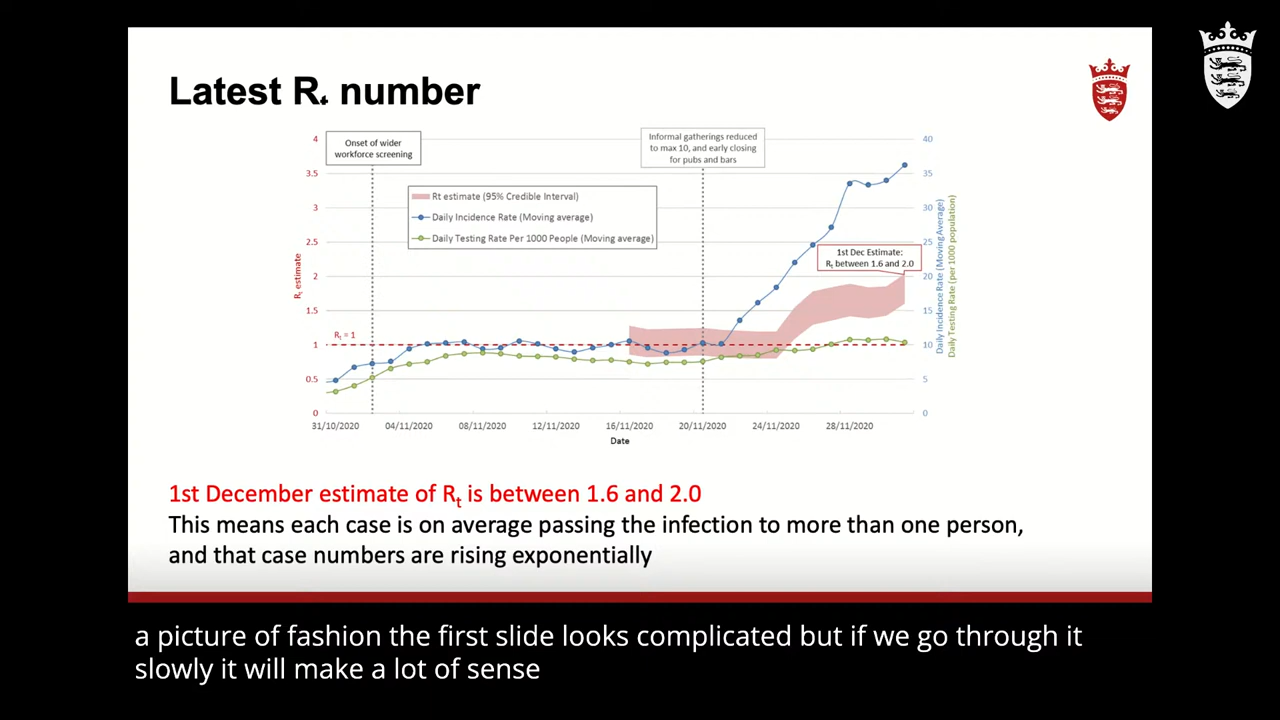 Latest Rₜ number
Onset of wider
workforce screening
Informal gatherings reduced
to max 10, and early closing
for pubs and bars
Rt estimate (95% Credible Interval)
Daily Incidence Rate (Moving average)
Daily Testing Rate Per 1000 People (Moving average)
1st Dec Estimate:
Rₜ between 1.6 and 2.0
Rₜ = 1
4
3.5
3
2.5
2
1.5
1
0.5
0
Rₜ estimate
40
35
30
25
20
15
10
5
0
Daily Incidence Rate (Moving Average)
Daily Testing Rate (per 1000 population)
31/10/2020 04/11/2020 08/11/2020 12/11/2020 16/11/2020 20/11/2020 24/11/2020 28/11/2020
Date
1st December estimate of Rₜ is between 1.6 and 2.0
This means each case is on average passing the infection to more than one person,
and that case numbers are rising exponentially
a picture of fashion the first slide looks complicated but if we go through it
slowly it will make a lot of sense